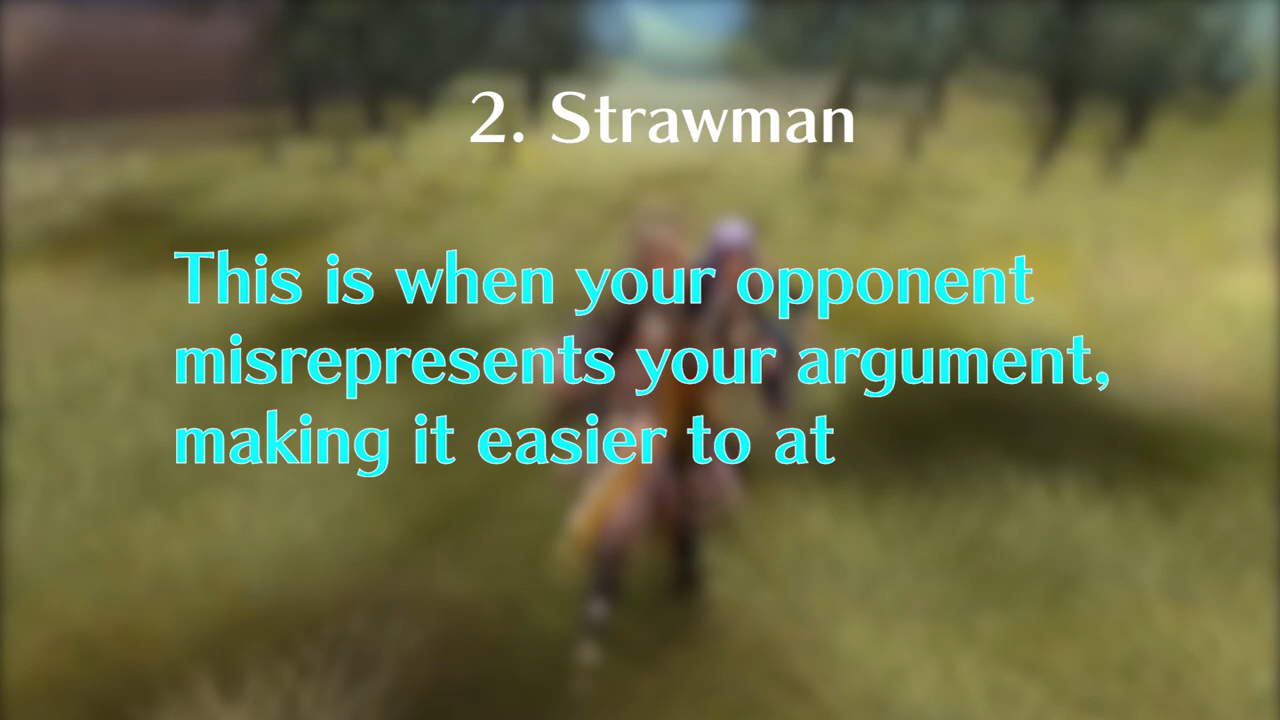 2. Strawman
This is when your opponent
misrepresents your argument,
making it easier to at